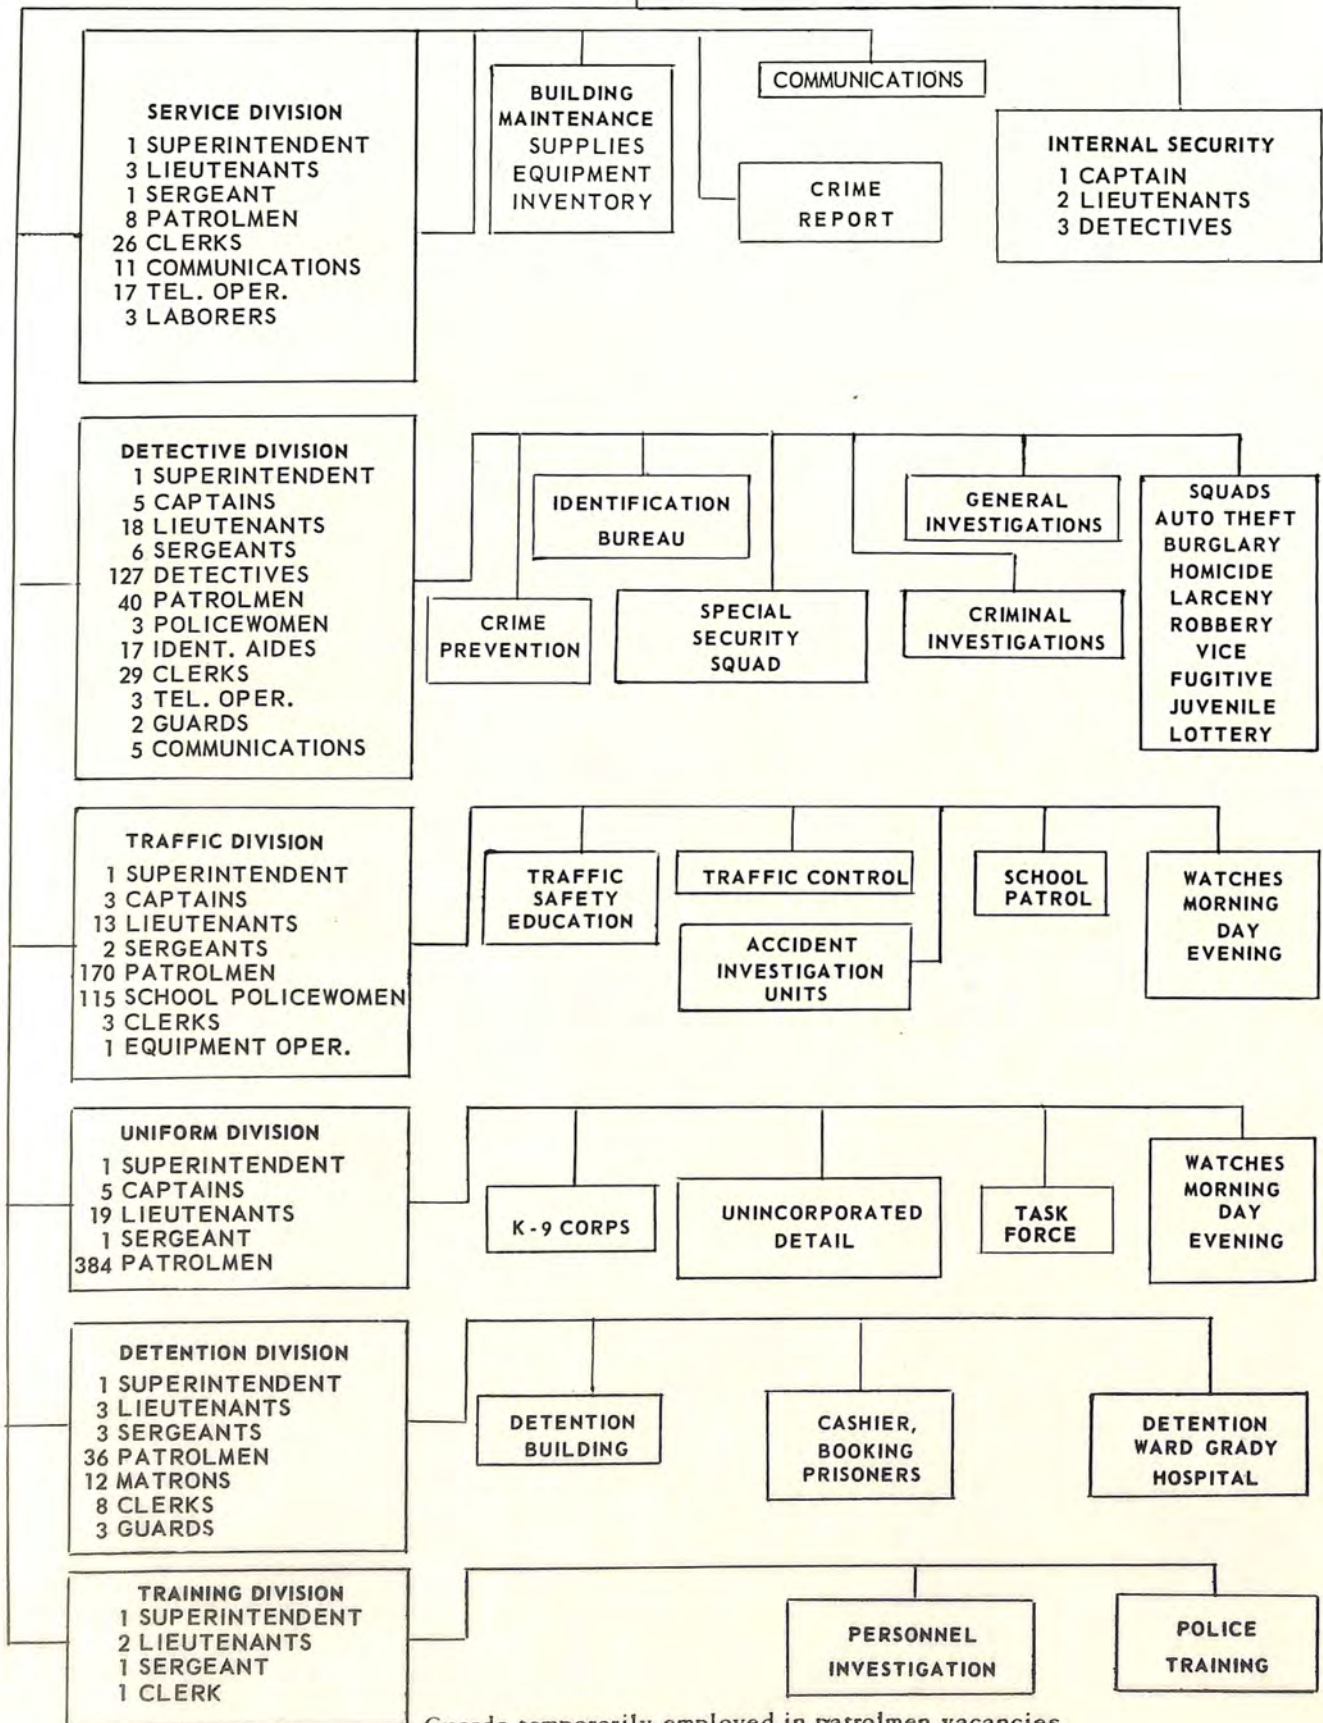 SERVICE DIVISION
1 SUPERINTENDENT
3 LIEUTENANTS
1 SERGEANT
8 PATROLMEN
26 CLERKS
11 COMMUNICATIONS
17 TEL. OPER.
3 LABORERS
BUILDING
MAINTENANCE
SUPPLIES
EQUIPMENT
INVENTORY
COMMUNICATIONS
CRIME
REPORT
INTERNAL SECURITY
1 CAPTAIN
2 LIEUTENANTS
3 DETECTIVES
DETECTIVE DIVISION
1 SUPERINTENDENT
5 CAPTAINS
18 LIEUTENANTS
6 SERGEANTS
127 DETECTIVES
40 PATROLMEN
3 POLICEWOMEN
17 IDENT. AIDES
29 CLERKS
3 TEL. OPER.
2 GUARDS
5 COMMUNICATIONS
CRIME
PREVENTION
IDENTIFICATION
BUREAU
SPECIAL
SECURITY
SQUAD
GENERAL
INVESTIGATIONS
CRIMINAL
INVESTIGATIONS
SQUADS
AUTO THEFT
BURGLARY
HOMICIDE
LARCENY
ROBBERY
VICE
FUGITIVE
JUVENILE
LOTTERY
TRAFFIC DIVISION
1 SUPERINTENDENT
3 CAPTAINS
13 LIEUTENANTS
2 SERGEANTS
170 PATROLMEN
115 SCHOOL POLICEWOMEN
3 CLERKS
1 EQUIPMENT OPER.
TRAFFIC
SAFETY
EDUCATION
TRAFFIC CONTROL
ACCIDENT
INVESTIGATION
UNITS
SCHOOL
PATROL
WATCHES
MORNING
DAY
EVENING
UNIFORM DIVISION
1 SUPERINTENDENT
5 CAPTAINS
19 LIEUTENANTS
1 SERGEANT
384 PATROLMEN
K-9 CORPS
UNINCORPORATED
DETAIL
TASK
FORCE
WATCHES
MORNING
DAY
EVENING
DETENTION DIVISION
1 SUPERINTENDENT
3 LIEUTENANTS
3 SERGEANTS
36 PATROLMEN
12 MATRONS
8 CLERKS
3 GUARDS
DETENTION
BUILDING
CASHIER,
BOOKING
PRISONERS
DETENTION
WARD GRADY
HOSPITAL
TRAINING DIVISION
1 SUPERINTENDENT
2 LIEUTENANTS
1 SERGEANT
1 CLERK
PERSONNEL
INVESTIGATION
POLICE
TRAINING
Guards temporarily employed in patrolmen vacancies